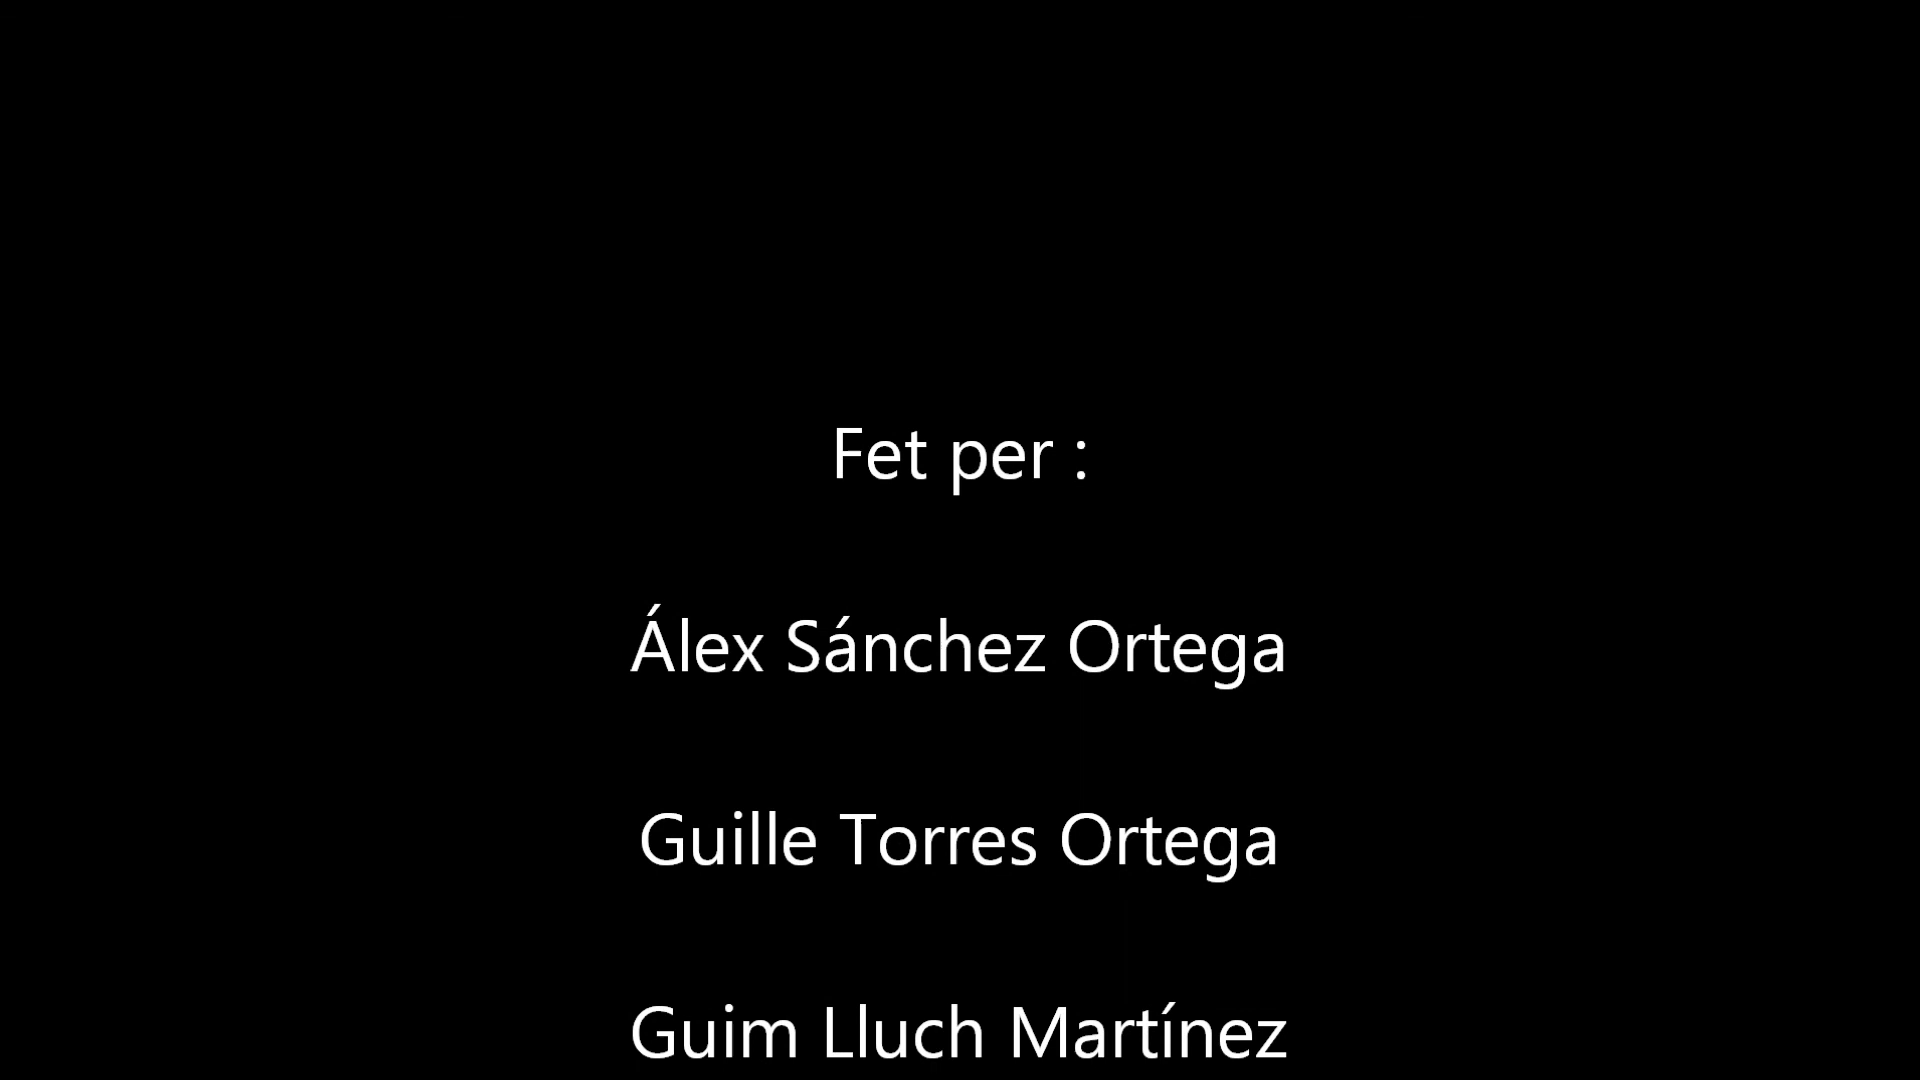 Fet per :
Álex Sánchez Ortega
Guille Torres Ortega
Guim Lluch Martínez